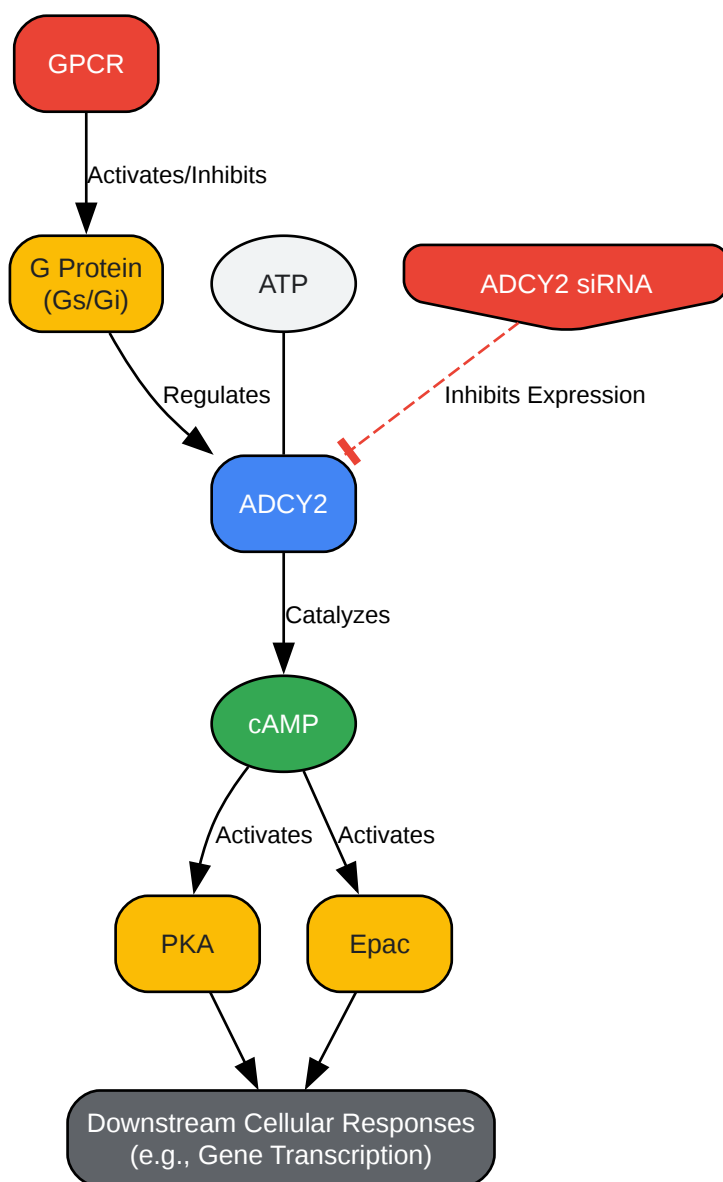 GPCR
Activates/Inhibits
G Protein
(Gs/Gi)
ATP
ADCY2 siRNA
Regulates
Inhibits Expression
ADCY2
Catalyzes
cAMP
Activates
Activates
PKA
Epac
Downstream Cellular Responses
(e.g., Gene Transcription)